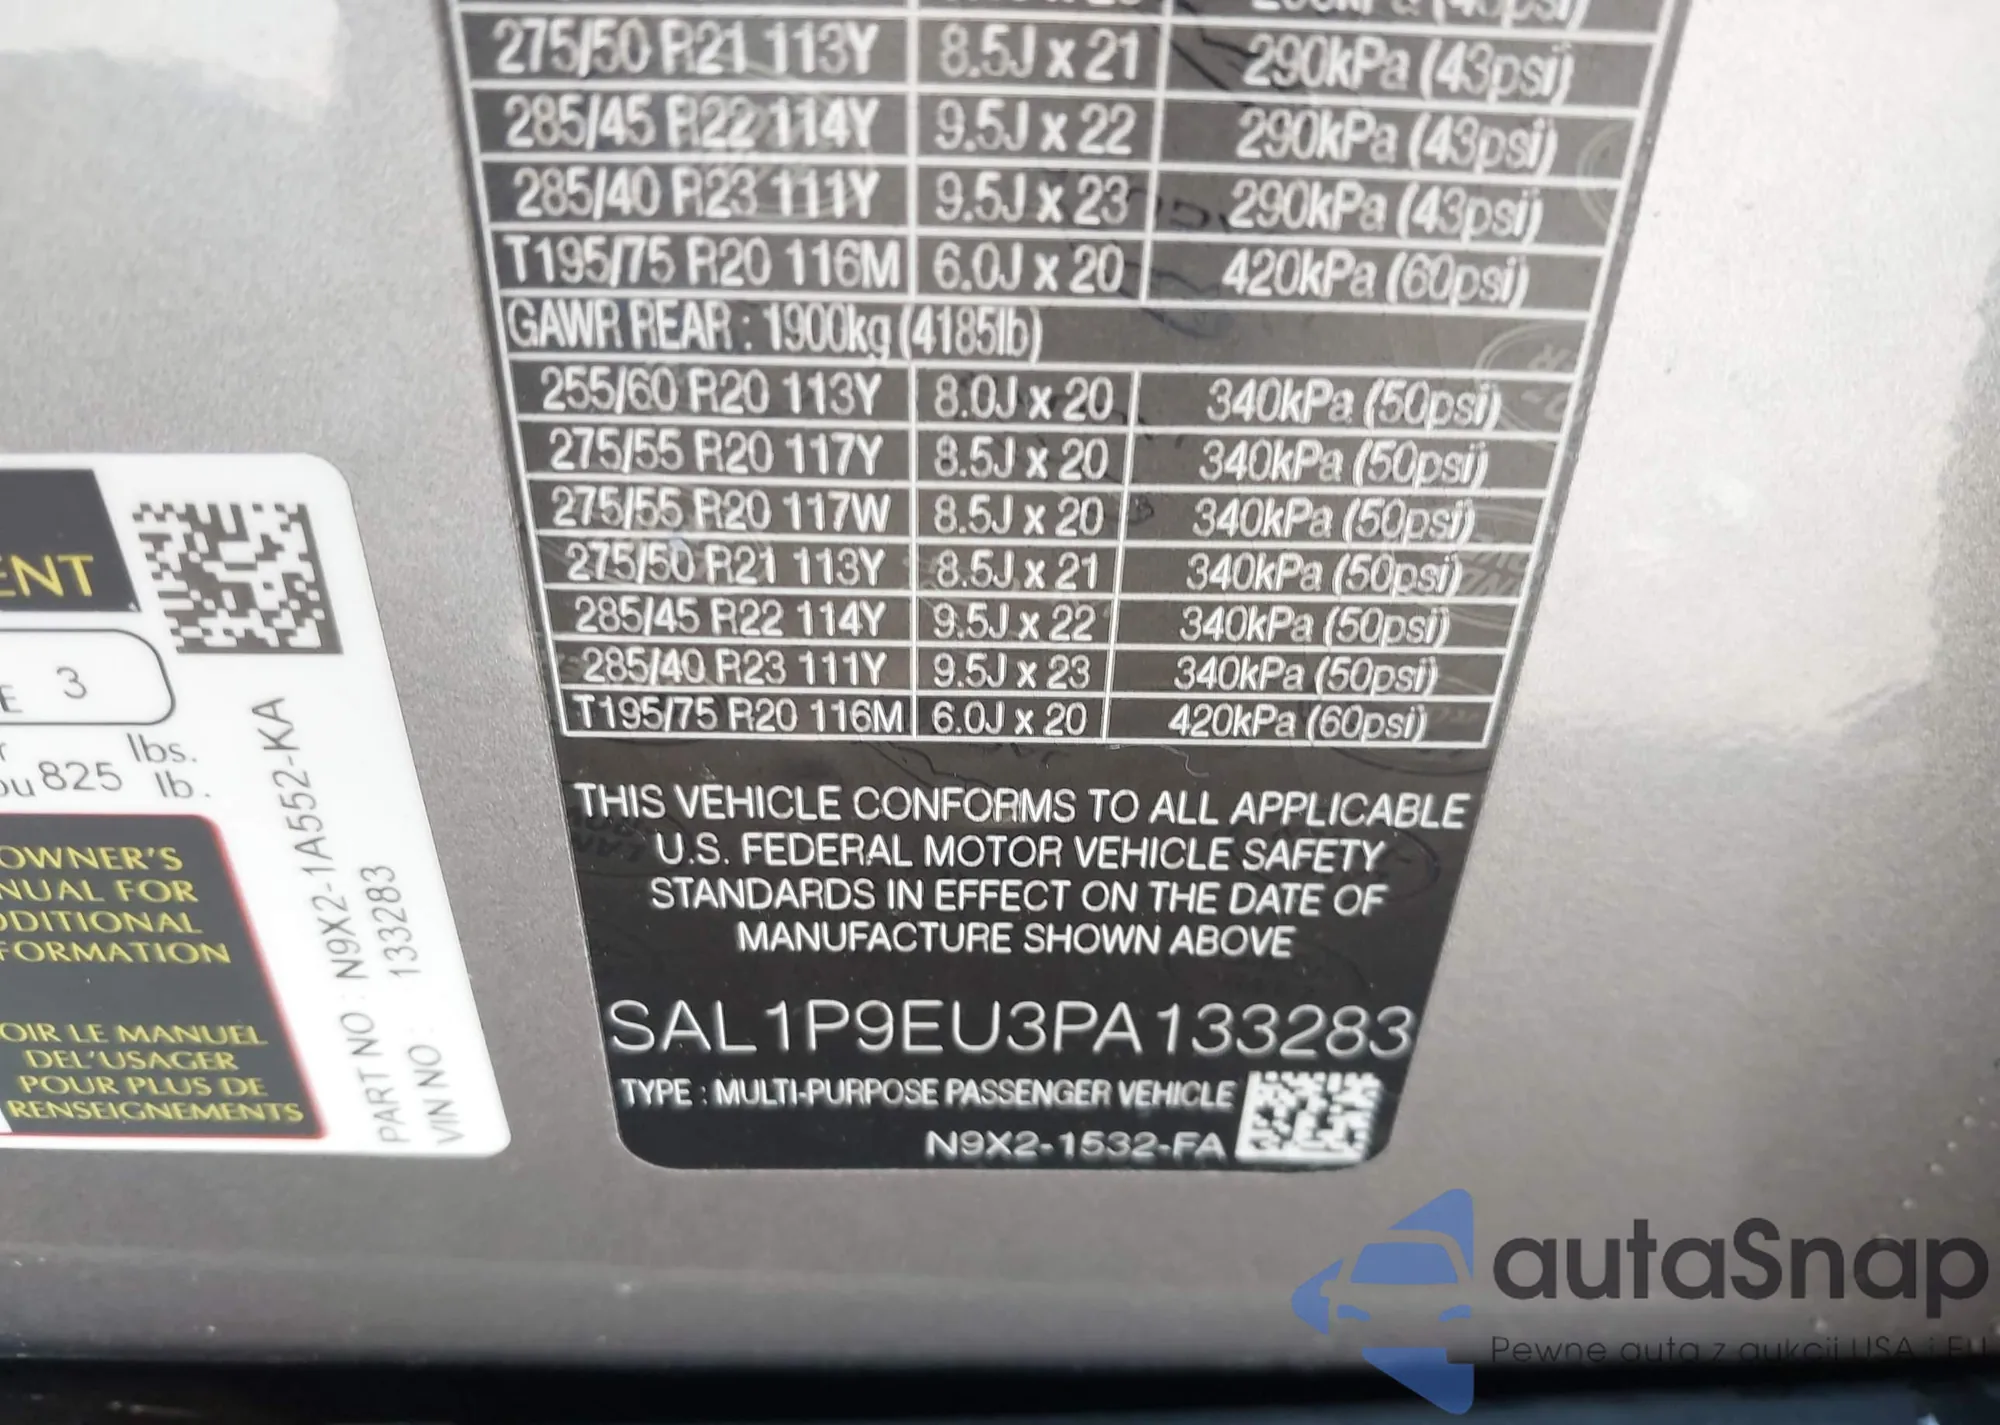 275/50 R21 113Y 8.5J x 21 290kPa (43psi)
285/45 R22 114Y 9.5J x 22 290kPa (43psi)
285/40 R23 111Y 9.5J x 23 290kPa (43psi)
T195/75 R20 116M 6.0J x 20 420kPa (60psi)
GAWR REAR : 1900kg (4185lb)
255/60 R20 113Y 8.0J x 20 340kPa (50psi)
275/55 R20 117Y 8.5J x 20 340kPa (50psi)
275/55 R20 117W 8.5J x 20 340kPa (50psi)
275/50 R21 113Y 8.5J x 21 340kPa (50psi)
285/45 R22 114Y 9.5J x 22 340kPa (50psi)
285/40 R23 111Y 9.5J x 23 340kPa (50psi)
T195/75 R20 116M 6.0J x 20 420kPa (60psi)
THIS VEHICLE CONFORMS TO ALL APPLICABLE
U.S. FEDERAL MOTOR VEHICLE SAFETY
STANDARDS IN EFFECT ON THE DATE OF
MANUFACTURE SHOWN ABOVE
SAL1P9EU3PA133283
TYPE : MULTI-PURPOSE PASSENGER VEHICLE
N9X2-1532-FA
ENT
E 3
lbs.
ou 825 lb.
OWNER'S
NUAL FOR
DDITIONAL
FORMATION
OIR LE MANUEL
DEL'USAGER
POUR PLUS DE
RENSEIGNEMENTS
PART NO : N9X2-1A552-KA
VIN NO : 133283
autaSnap
Pewne auta z aukcji USA i EU